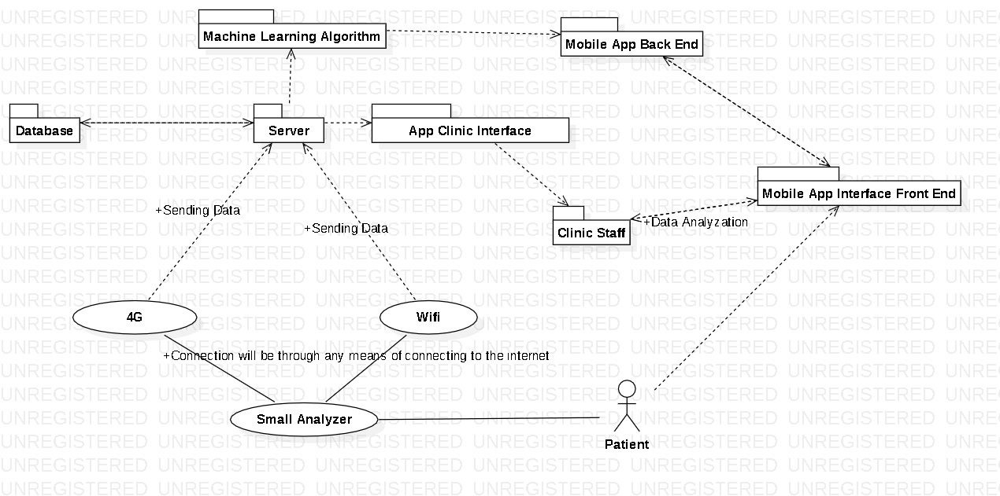 Machine Learning Algorithm
Mobile App Back End
Database
Server
App Clinic Interface
Mobile App Interface Front End
+Sending Data
+Sending Data
Clinic Staff
+Data Analyzation
4G
Wifi
+Connection will be through any means of connecting to the internet
Small Analyzer
Patient
UNREGISTERED